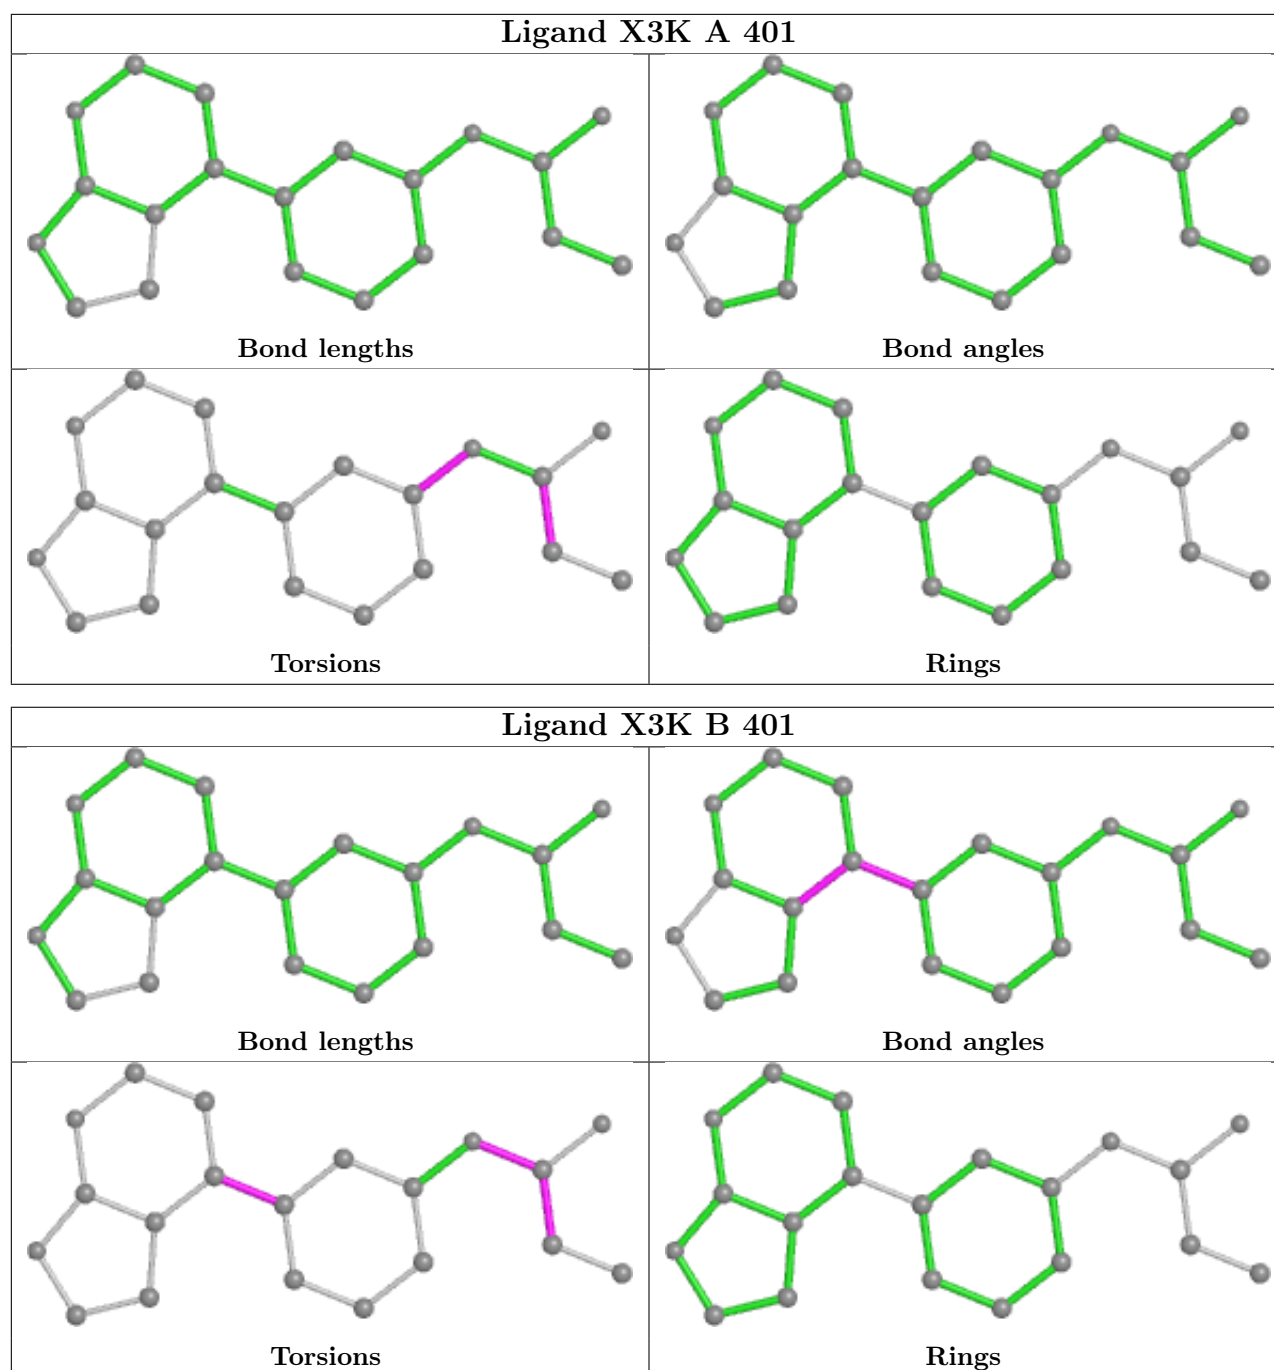 Ligand X3K A 401
Bond lengths
Bond angles
Torsions
Rings
Ligand X3K B 401
Bond lengths
Bond angles
Torsions
Rings